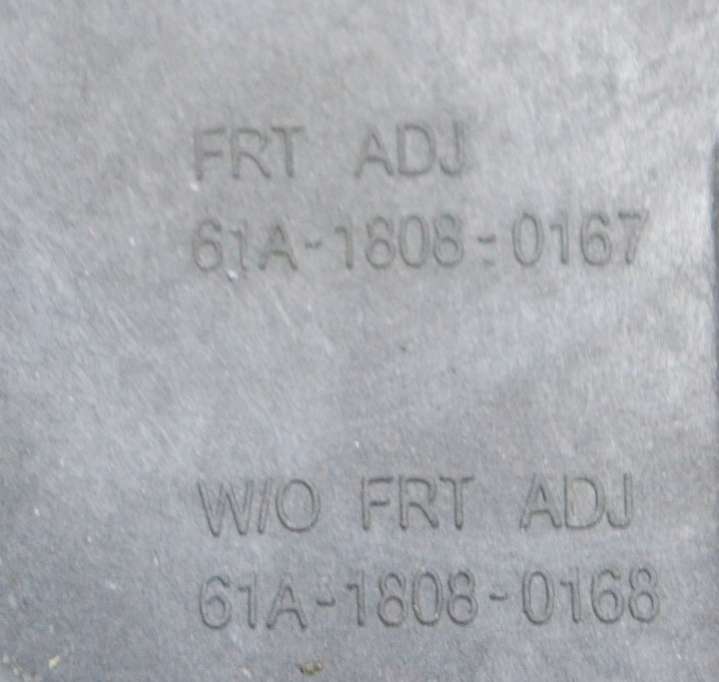 FRT ADJ
61A-1808-0167
W/O FRT ADJ
61A-1808-0168